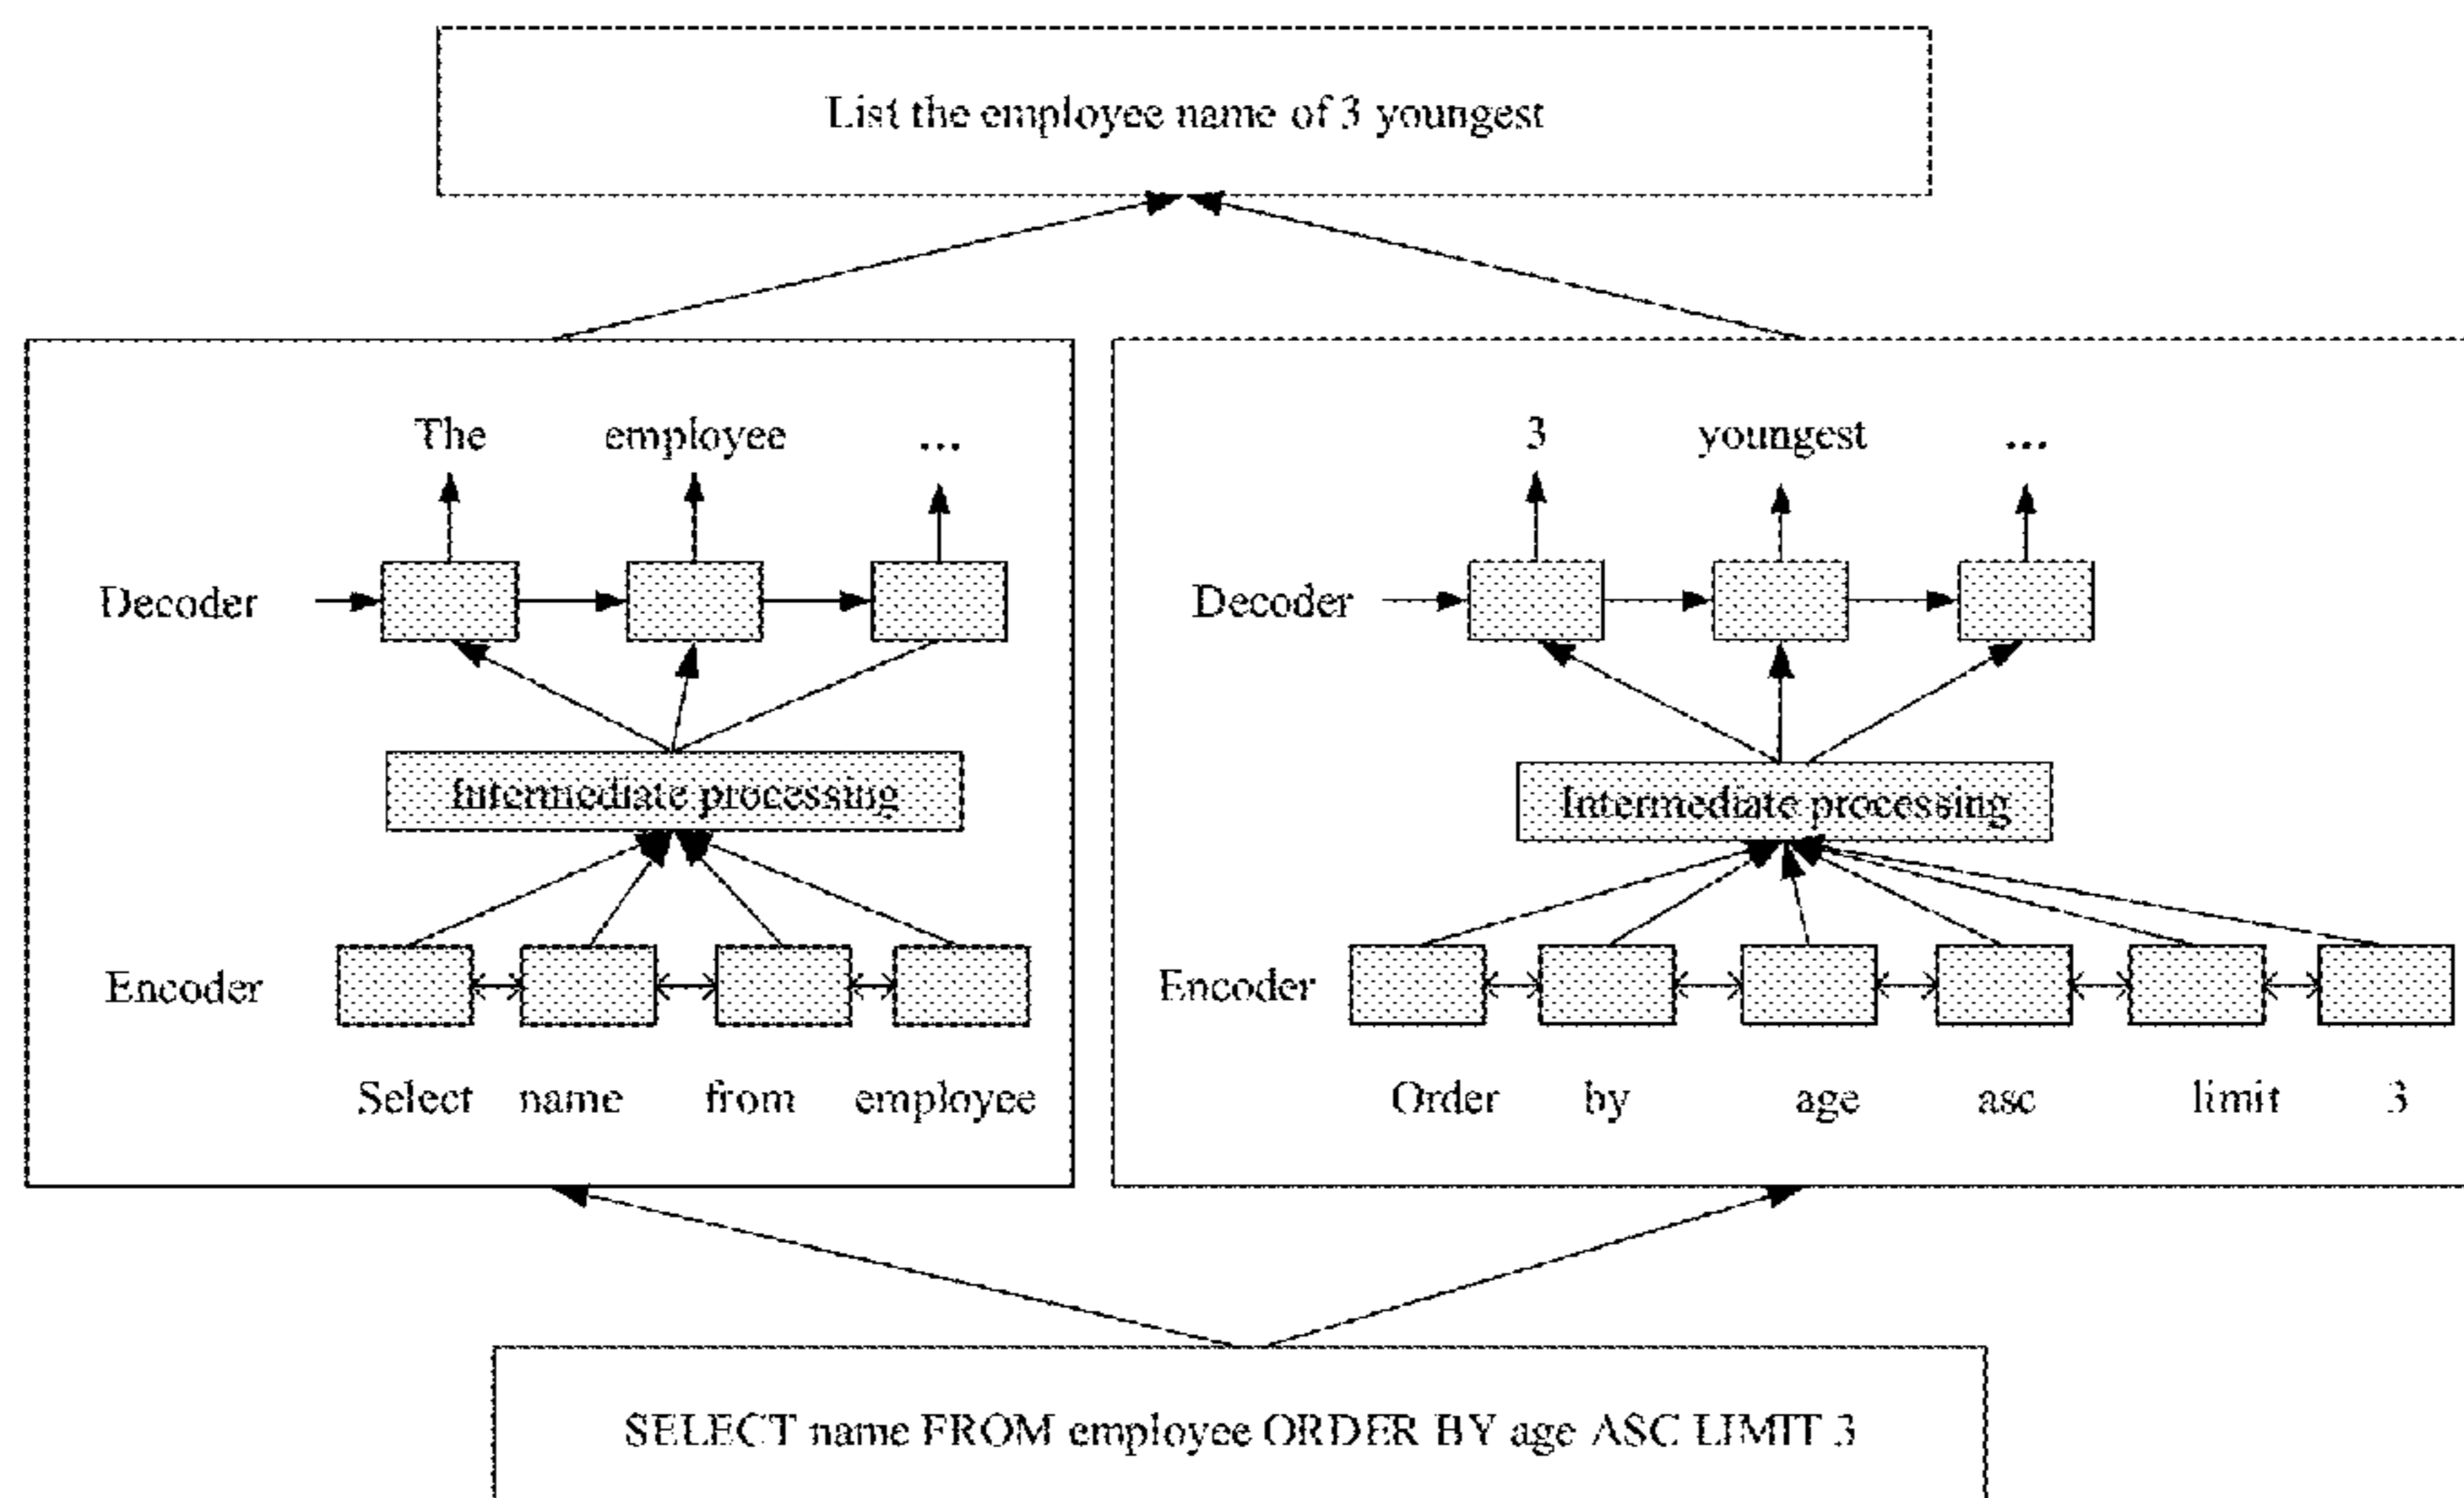 List the employee name of 3 youngest
The employee ...
Decoder
Intermediate processing
Encoder
Select name from employee
3 youngest ...
Decoder
Intermediate processing
Encoder
Order by age asc limit 3
SELECT name FROM employee ORDER BY age ASC LIMIT 3